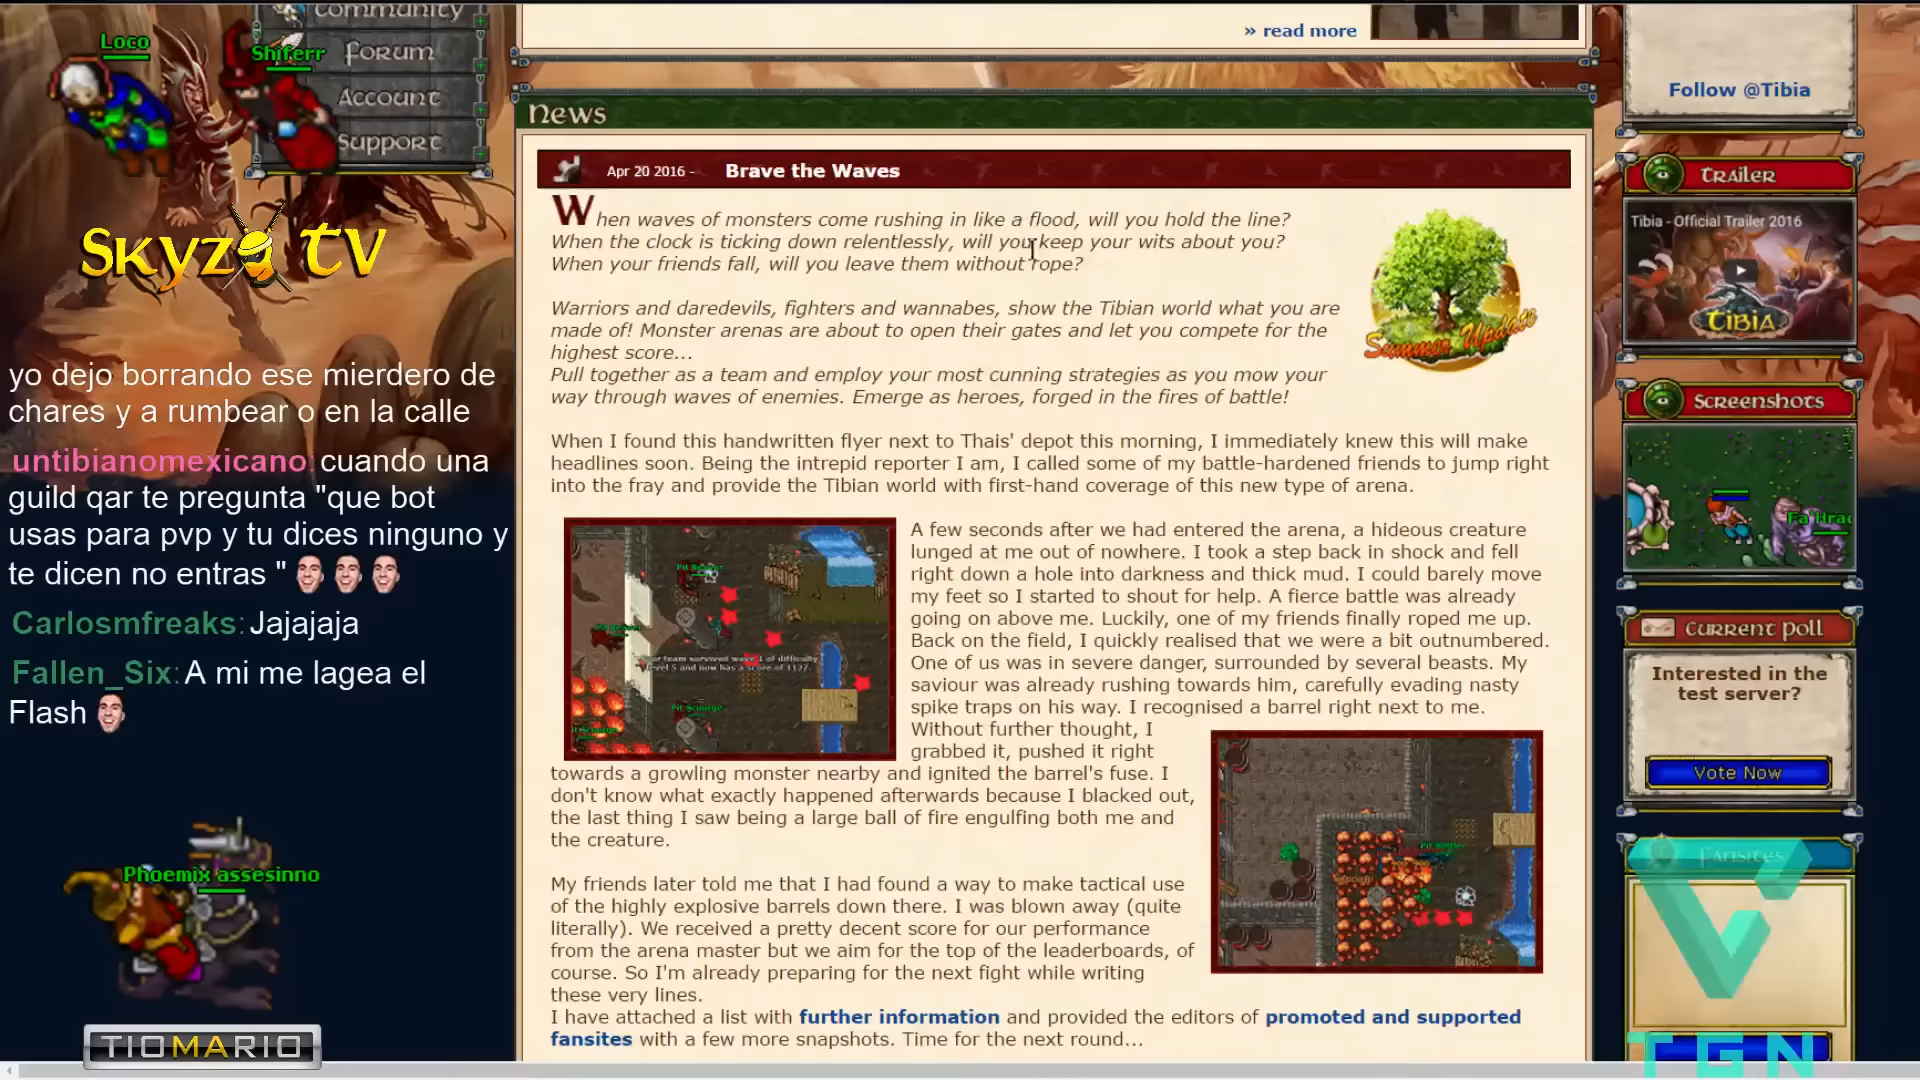 Community
Loco
Shiferr
Forum
Account
Support
Skyzo TV
yo dejo borrando ese mierdero de
chares y a rumbear o en la calle
untibianomexicano: cuando una
guild qar te pregunta "que bot
usas para pvp y tu dices ninguno y
te dicen no entras "
Carlosmfreaks: Jajajaja
Fallen_Six: A mi me lagea el
Flash
Phoemix assesinno
TIOMARIO
» read more
News
Apr 20 2016 - Brave the Waves
When waves of monsters come rushing in like a flood, will you hold the line?
When the clock is ticking down relentlessly, will you keep your wits about you?
When your friends fall, will you leave them without rope?
Warriors and daredevils, fighters and wannabes, show the Tibian world what you are
made of! Monster arenas are about to open their gates and let you compete for the
highest score...
Pull together as a team and employ your most cunning strategies as you mow your
way through waves of enemies. Emerge as heroes, forged in the fires of battle!
Summer Update
When I found this handwritten flyer next to Thais' depot this morning, I immediately knew this will make
headlines soon. Being the intrepid reporter I am, I called some of my battle-hardened friends to jump right
into the fray and provide the Tibian world with first-hand coverage of this new type of arena.
A few seconds after we had entered the arena, a hideous creature
lunged at me out of nowhere. I took a step back in shock and fell
right down a hole into darkness and thick mud. I could barely move
my feet so I started to shout for help. A fierce battle was already
going on above me. Luckily, one of my friends finally roped me up.
Back on the field, I quickly realised that we were a bit outnumbered.
One of us was in severe danger, surrounded by several beasts. My
saviour was already rushing towards him, carefully evading nasty
spike traps on his way. I recognised a barrel right next to me.
Without further thought, I
grabbed it, pushed it right
towards a growling monster nearby and ignited the barrel's fuse. I
don't know what exactly happened afterwards because I blacked out,
the last thing I saw being a large ball of fire engulfing both me and
the creature.
My friends later told me that I had found a way to make tactical use
of the highly explosive barrels down there. I was blown away (quite
literally). We received a pretty decent score for our performance
from the arena master but we aim for the top of the leaderboards, of
course. So I'm already preparing for the next fight while writing
these very lines.
I have attached a list with further information and provided the editors of promoted and supported
fansites with a few more snapshots. Time for the next round...
Follow @Tibia
Trailer
Tibia - Official Trailer 2016
TIBIA
Screenshots
Current Poll
Interested in the
test server?
Vote Now
Fansites
TGN